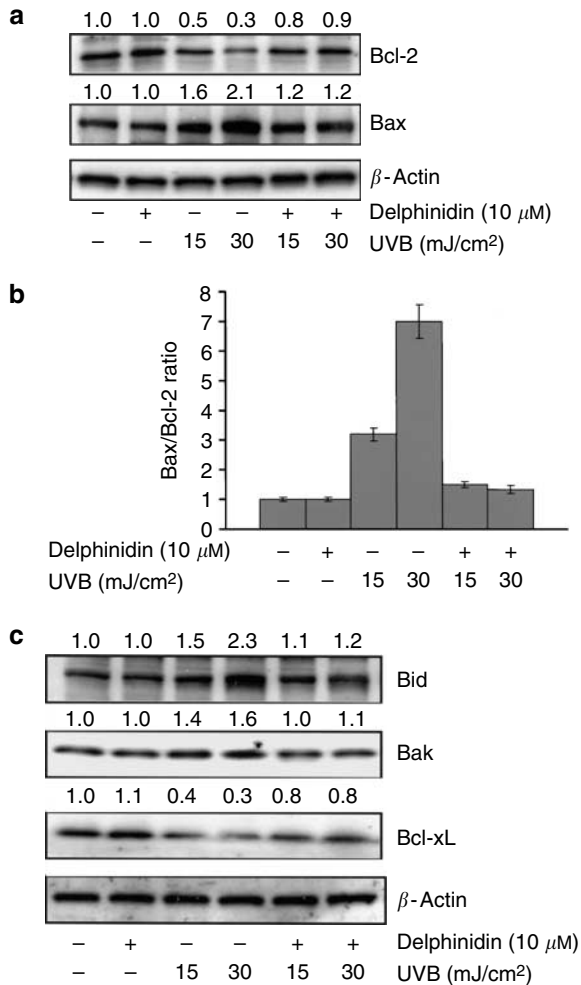 a
1.0 1.0 0.5 0.3 0.8 0.9
Bcl-2
1.0 1.0 1.6 2.1 1.2 1.2
Bax
β-Actin
– + – – + + Delphinidin (10 μM)
– – 15 30 15 30 UVB (mJ/cm²)
b
8
7
6
5
4
3
2
1
0
Bax/Bcl-2 ratio
Delphinidin (10 μM) – + – – + +
UVB (mJ/cm²) – – 15 30 15 30
c
1.0 1.0 1.5 2.3 1.1 1.2
Bid
1.0 1.0 1.4 1.6 1.0 1.1
Bak
1.0 1.1 0.4 0.3 0.8 0.8
Bcl-xL
β-Actin
– + – – + + Delphinidin (10 μM)
– – 15 30 15 30 UVB (mJ/cm²)